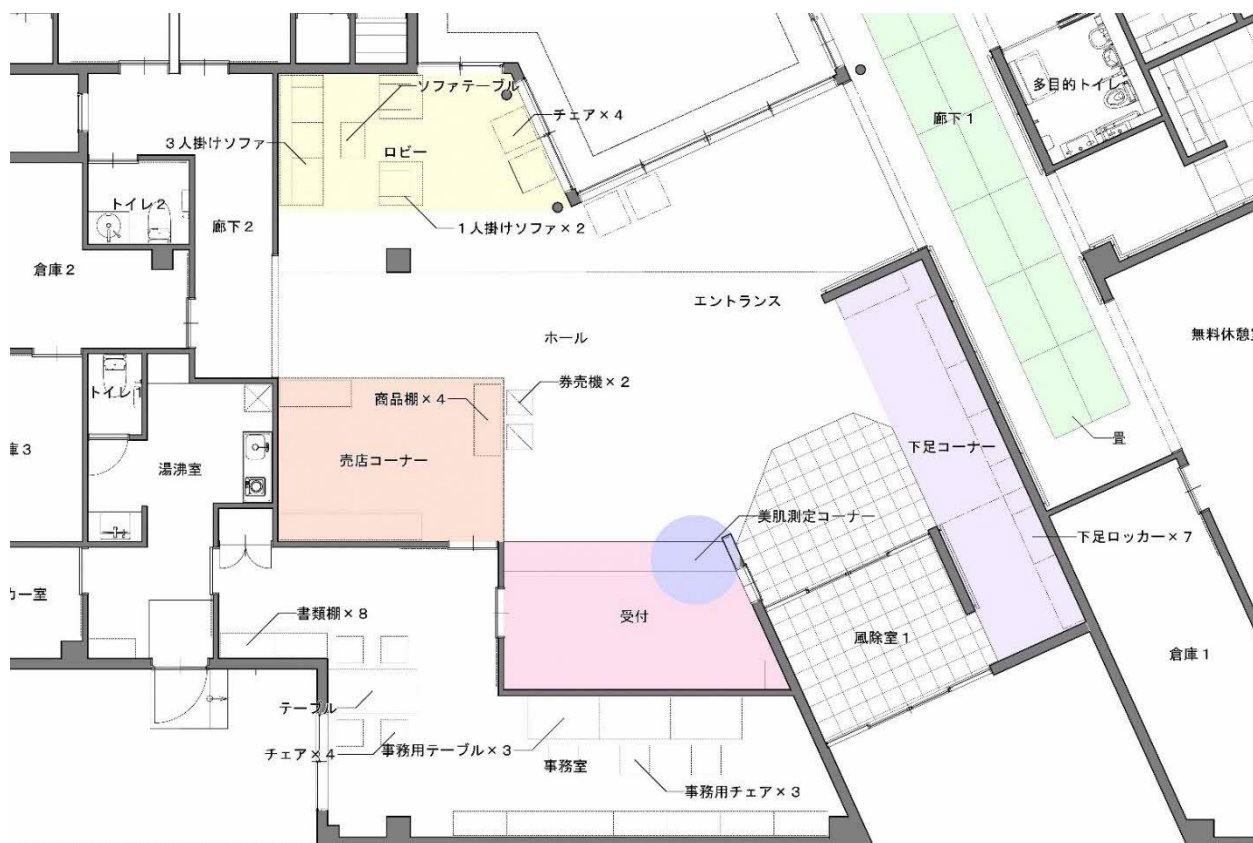 ソファテーブル
多目的トイレ
チェア×4
廊下1
3人掛けソファ
ロビー
トイレ2
廊下2
1人掛けソファ×2
倉庫2
エントランス
ホール
無料休憩
券売機×2
トイレ1
商品棚×4
畳
下足コーナー
庫3
湯沸室
売店コーナー
美肌測定コーナー
下足ロッカー×7
カー室
書類棚×8
受付
風除室1
倉庫1
テーブル
チェア×4
事務用テーブル×3
事務室
事務用チェア×3